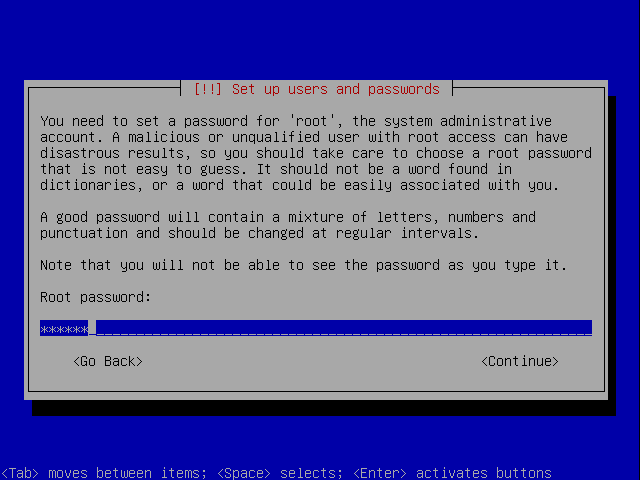 [!!] Set up users and passwords
You need to set a password for 'root', the system administrative
account. A malicious or unqualified user with root access can have
disastrous results, so you should take care to choose a root password
that is not easy to guess. It should not be a word found in
dictionaries, or a word that could be easily associated with you.
A good password will contain a mixture of letters, numbers and
punctuation and should be changed at regular intervals.
Note that you will not be able to see the password as you type it.
Root password:
******
<Go Back> <Continue>
<Tab> moves between items; <Space> selects; <Enter> activates buttons